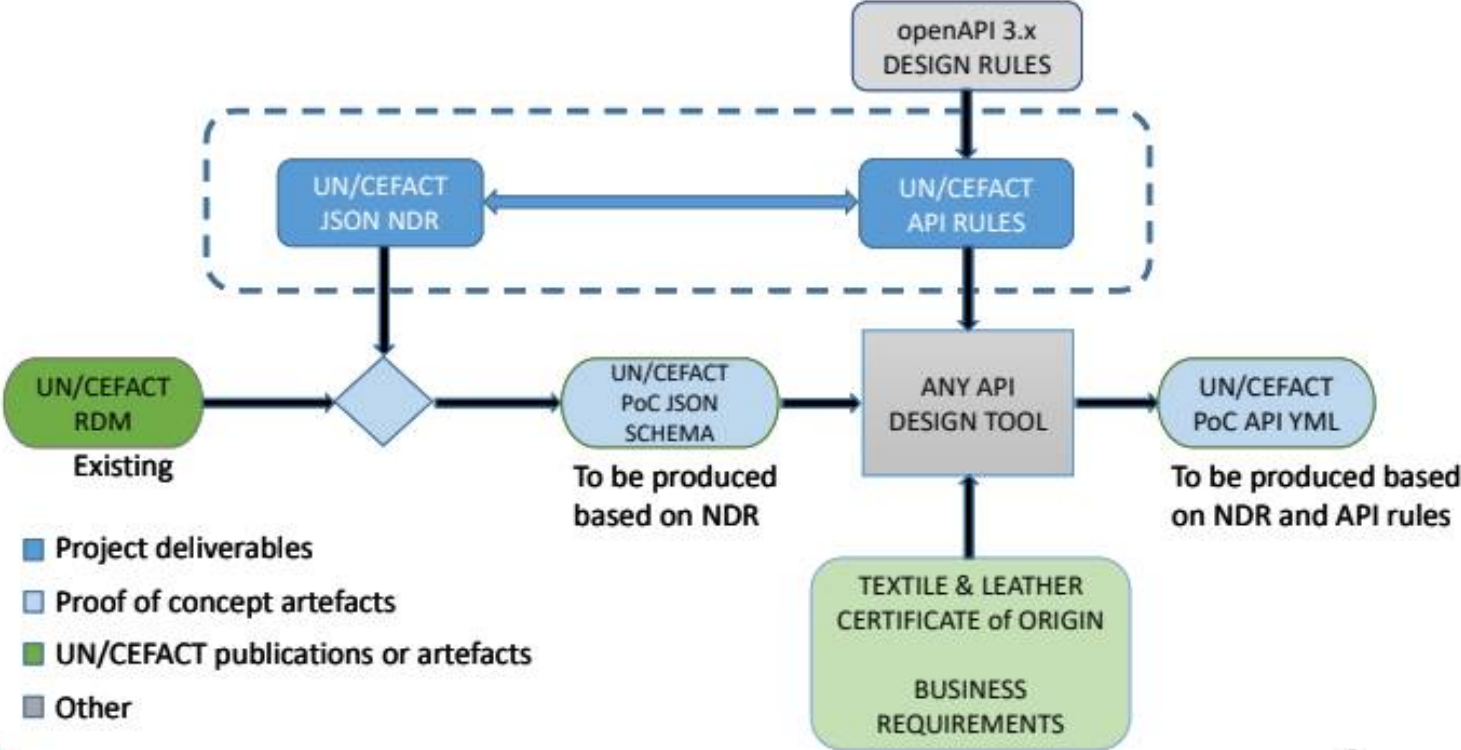 openAPI 3.x
DESIGN RULES
UN/CEFACT
JSON NDR
UN/CEFACT
API RULES
UN/CEFACT
RDM
Existing
UN/CEFACT
PoC JSON
SCHEMA
To be produced
based on NDR
ANY API
DESIGN TOOL
UN/CEFACT
PoC API YML
To be produced based
on NDR and API rules
TEXTILE & LEATHER
CERTIFICATE of ORIGIN
BUSINESS
REQUIREMENTS
Project deliverables
Proof of concept artefacts
UN/CEFACT publications or artefacts
Other